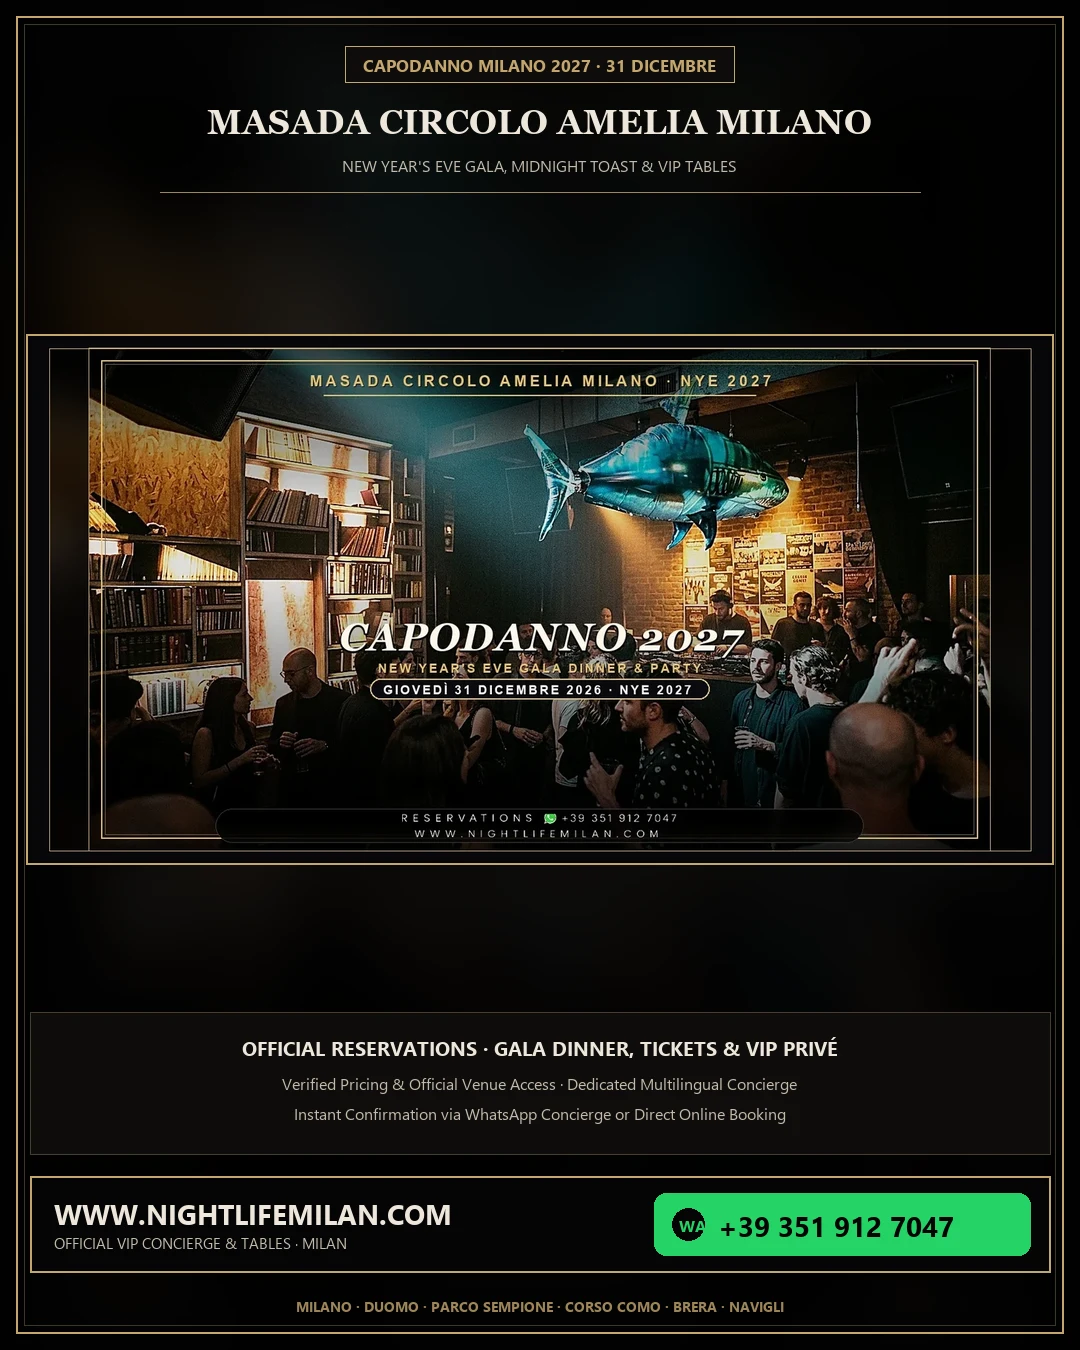 CAPODANNO MILANO 2027 · 31 DICEMBRE
MASADA CIRCOLO AMELIA MILANO
NEW YEAR'S EVE GALA, MIDNIGHT TOAST & VIP TABLES
MASADA CIRCOLO AMELIA MILANO · NYE 2027
CAPODANNO 2027
NEW YEAR'S EVE GALA DINNER & PARTY
GIOVEDÌ 31 DICEMBRE 2026 · NYE 2027
RESERVATIONS +39 351 912 7047
WWW.NIGHTLIFEMILAN.COM
OFFICIAL RESERVATIONS · GALA DINNER, TICKETS & VIP PRIVÉ
Verified Pricing & Official Venue Access · Dedicated Multilingual Concierge
Instant Confirmation via WhatsApp Concierge or Direct Online Booking
WWW.NIGHTLIFEMILAN.COM
OFFICIAL VIP CONCIERGE & TABLES · MILAN
WA +39 351 912 7047
MILANO · DUOMO · PARCO SEMPIONE · CORSO COMO · BRERA · NAVIGLI